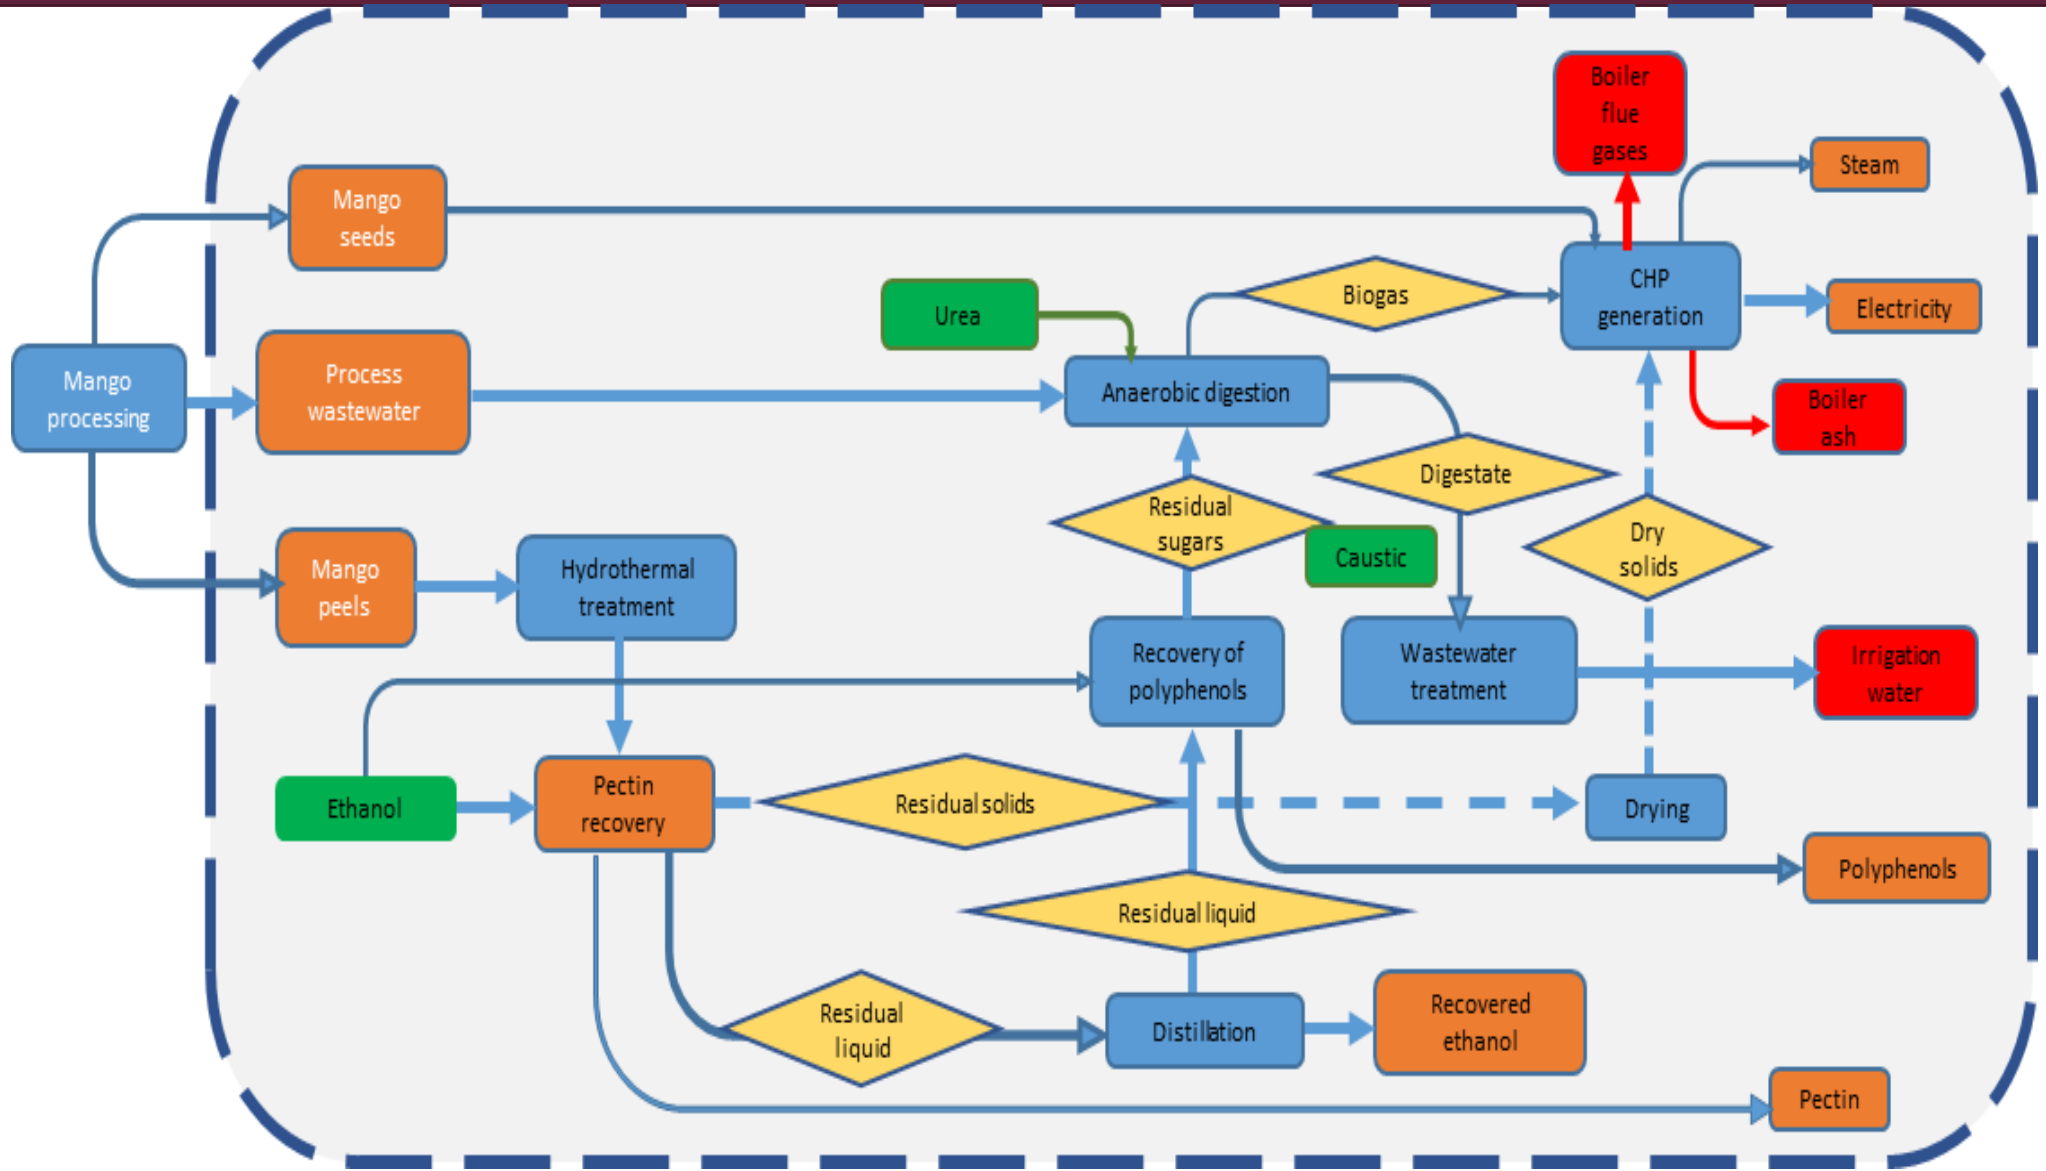 Boiler
flue
gases
Steam
Mango
seeds
CHP
generation
Biogas
Urea
Electricity
Mango
processing
Process
wastewater
Anaerobic digestion
Boiler
ash
Digestate
Residual
sugars
Caustic
Dry
solids
Mango
peels
Hydrothermal
treatment
Recovery of
polyphenols
Wastewater
treatment
Irrigation
water
Ethanol
Pectin
recovery
Residual solids
Drying
Polyphenols
Residual liquid
Residual
liquid
Distillation
Recovered
ethanol
Pectin